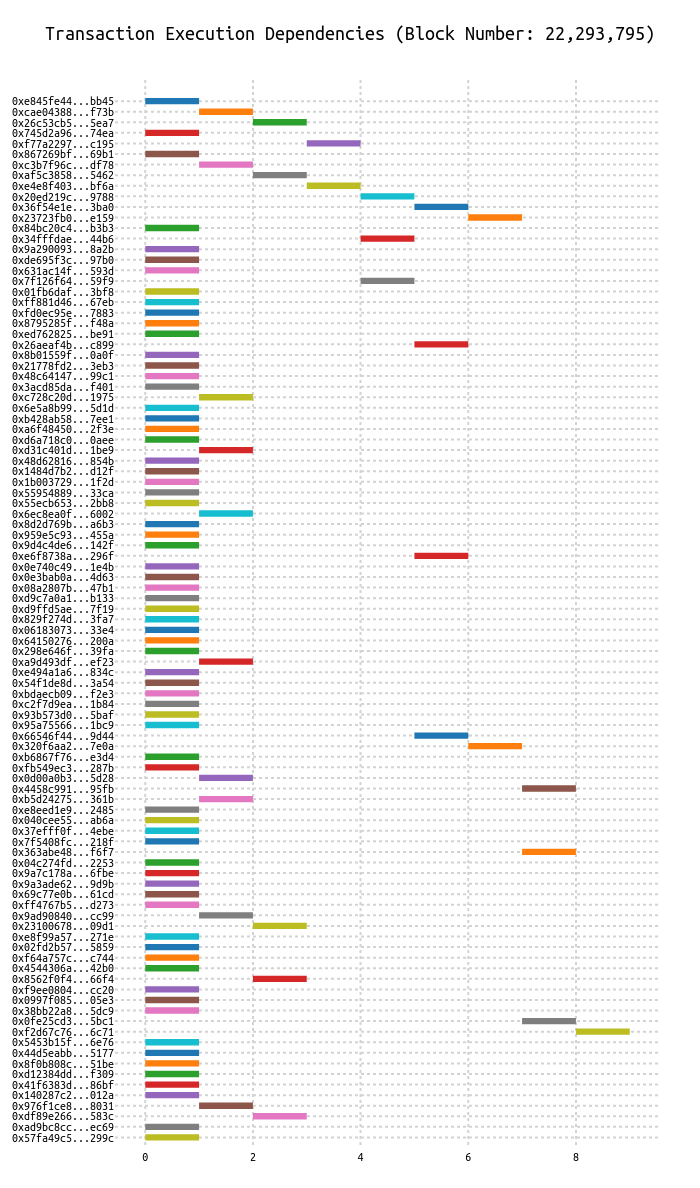 Transaction Execution Dependencies (Block Number: 22,293,795)
0xe845fe44...bb45
0xcae04388...f73b
0x26c53cb5...5ea7
0x745d2a96...74ea
0xf77a2297...c195
0x867269bf...69b1
0xc3b7f96c...df78
0xaf5c3858...5462
0xe4e8f403...bf6a
0x20ed219c...9788
0x36f54e1e...3ba0
0x23723fb0...e159
0x84bc20c4...b3b3
0x34fffdae...44b6
0x9a290093...8a2b
0xde695f3c...97b0
0x631ac14f...593d
0x7f126f64...59f9
0x01fb6daf...3bf8
0xff881d46...67eb
0xfd0ec95e...7883
0x8795285f...f48a
0xed762825...be91
0x26aeaf4b...c899
0x8b01559f...0a0f
0x21778fd2...3eb3
0x48c64147...99c1
0x3acd85da...f401
0xc728c20d...1975
0x6e5a8b99...5d1d
0xb428ab58...7ee1
0xa6f48450...2f3e
0xd6a718c0...0aee
0xd31c401d...1be9
0x48d62816...854b
0x1484d7b2...d12f
0x1b003729...1f2d
0x55954889...33ca
0x55ecb653...2bb8
0x6ec8ea0f...6002
0x8d2d769b...a6b3
0x959e5c93...455a
0x9d4c4de6...142f
0xe6f8738a...296f
0x0e740c49...1e4b
0x0e3bab0a...4d63
0x08a2807b...47b1
0xd9c7a0a1...b133
0xd9ffd5ae...7f19
0x829f274d...3fa7
0x06183073...33e4
0x64150276...200a
0x298e646f...39fa
0xa9d493df...ef23
0xe494a1a6...834c
0x54f1de8d...3a54
0xbdaecb09...f2e3
0xc2f7d9ea...1b84
0x93b573d0...5baf
0x95a75566...1bc9
0x66546f44...9d44
0x320f6aa2...7e0a
0xb6867f76...e3d4
0xfb549ec3...287b
0x0d00a0b3...5d28
0x4458c991...95fb
0xb5d24275...361b
0xe8eed1e9...2485
0x040cee55...ab6a
0x37efff0f...4ebe
0x7f5408fc...218f
0x363abe48...f6f7
0x04c274fd...2253
0x9a7c178a...6fbe
0x9a3ade62...9d9b
0x69c77e0b...61cd
0xff4767b5...d273
0x9ad90840...cc99
0x23100678...09d1
0xe8f99a57...271e
0x02fd2b57...5859
0xf64a757c...c744
0x4544306a...42b0
0x8562f0f4...66f4
0xf9ee0804...cc20
0x0997f085...05e3
0x38bb22a8...5dc9
0x0fe25cd3...5bc1
0xf2d67c76...6c71
0x5453b15f...6e76
0x44d5eabb...5177
0x8f0b808c...51be
0xd12384dd...f309
0x41f6383d...86bf
0x140287c2...012a
0x976f1ce8...8031
0xdf89e266...583c
0xad9bc8cc...ec69
0x57fa49c5...299c
0 2 4 6 8